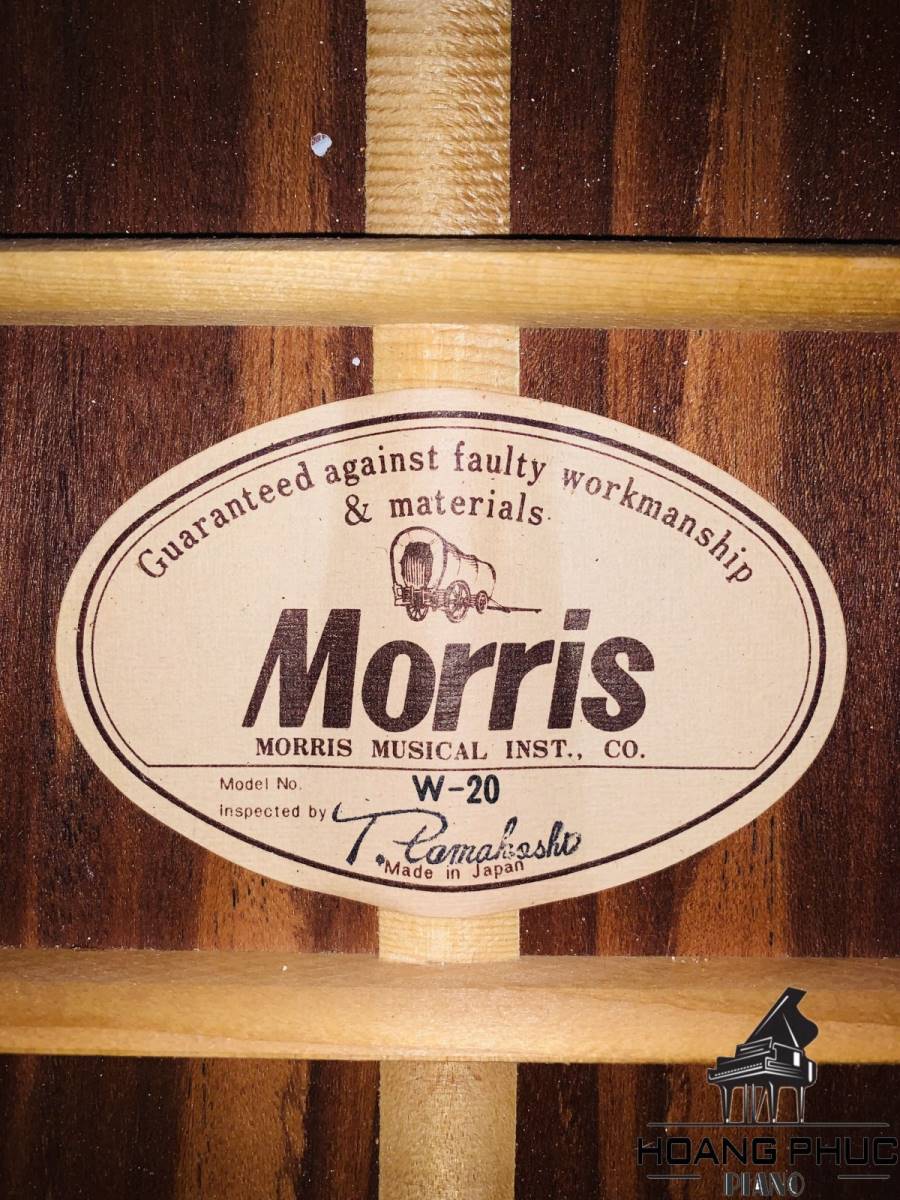 Guaranteed against faulty workmanship
& materials
Morris
MORRIS MUSICAL INST., CO.
Model No. W-20
Inspected by T.
Made in Japan
HOANG PHUC
PIANO